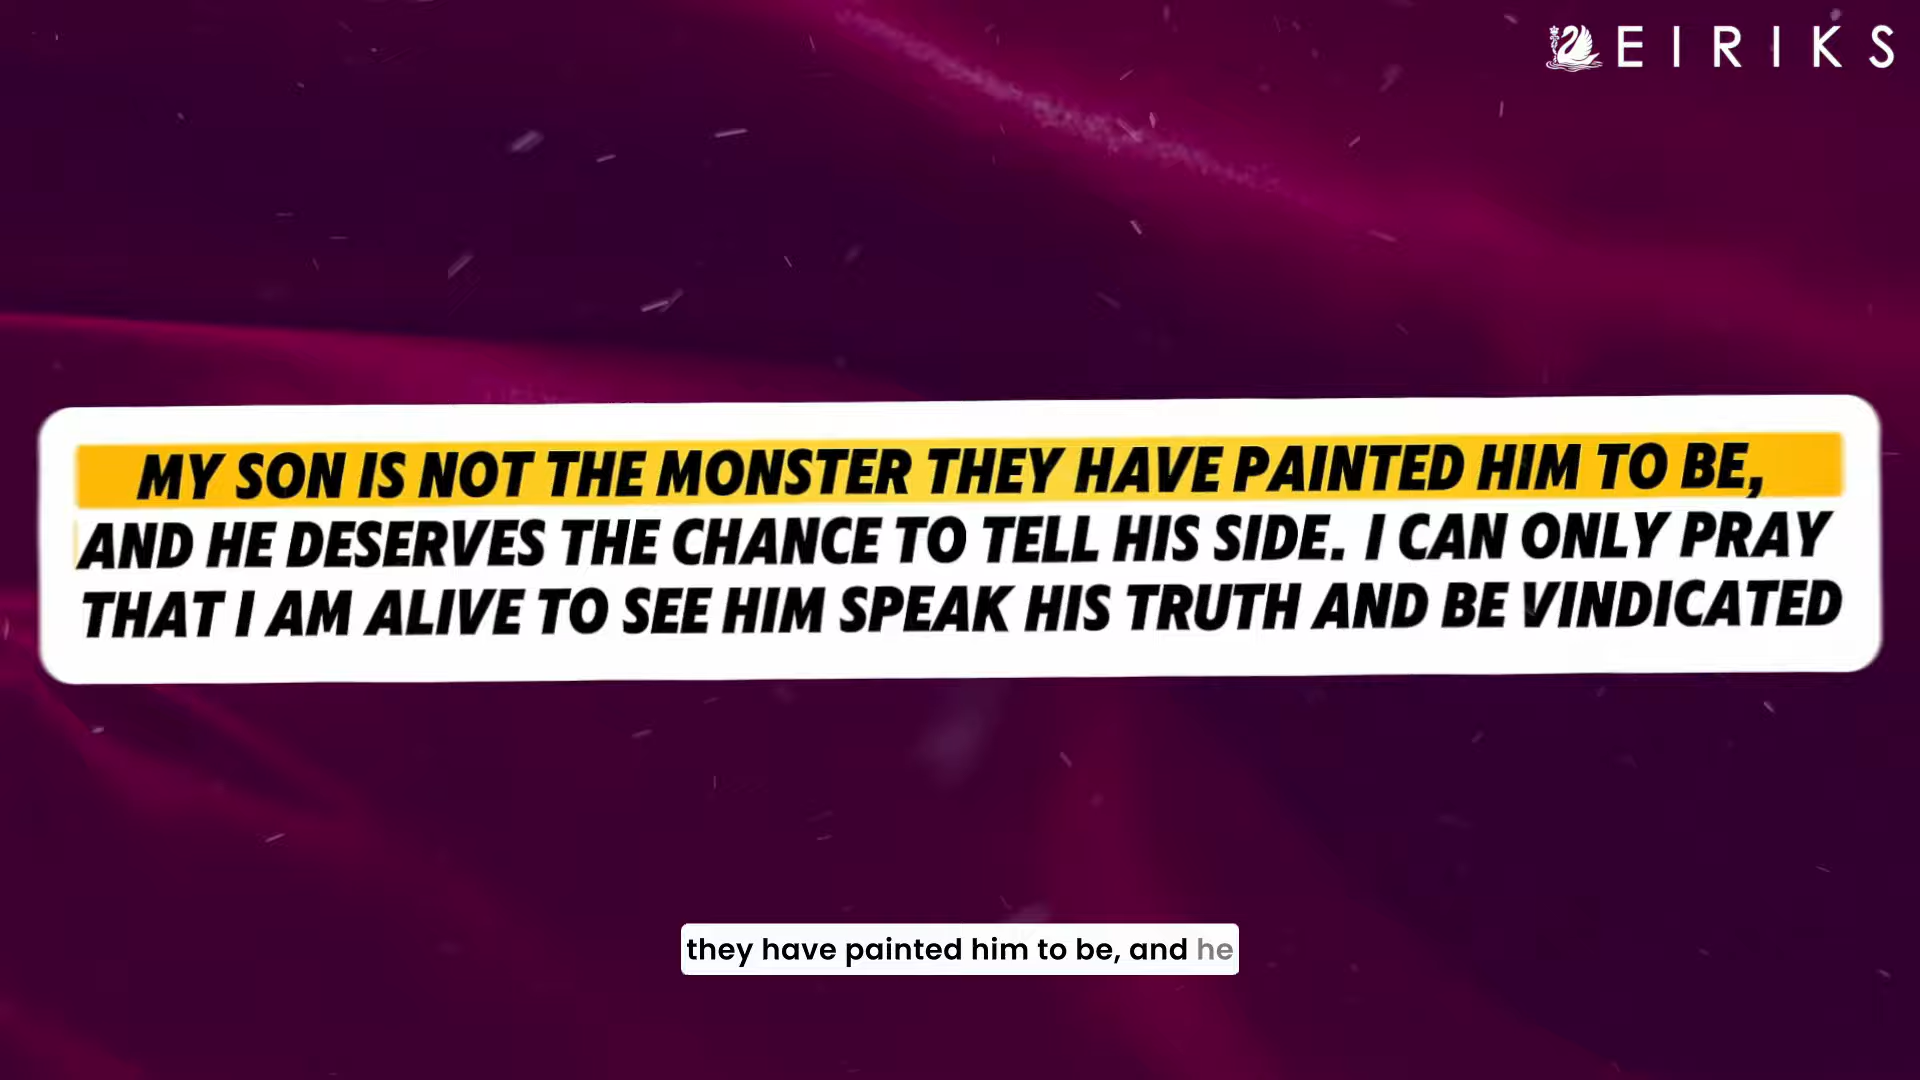 EIRIKS
MY SON IS NOT THE MONSTER THEY HAVE PAINTED HIM TO BE,
AND HE DESERVES THE CHANCE TO TELL HIS SIDE. I CAN ONLY PRAY
THAT I AM ALIVE TO SEE HIM SPEAK HIS TRUTH AND BE VINDICATED
they have painted him to be, and he